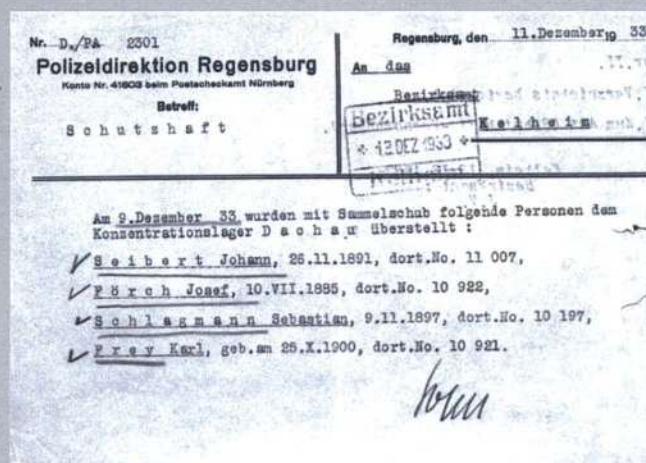 Nr. D./PA 2301
Polizeidirektion Regensburg
Konto Nr. 41603 beim Postscheckamt Nürnberg
Betreff:
Schutzhaft
Regensburg, den 11.Dezember 19 33
An das
Bezirksamt
Kelheim
Bezirksamt
12 DEZ 1933
Am 9.Dezember 33 wurden mit Sammelschub folgende Personen dem
Konzentrationslager Dachau überstellt :
Seibert Johann, 26.11.1891, dort.No. 11 007,
Pörch Josef, 10.VII.1885, dort.No. 10 922,
Schlagmann Sebastian, 9.11.1897, dort.No. 10 197,
Frey Karl, geb.am 25.X.1900, dort.No. 10 921.